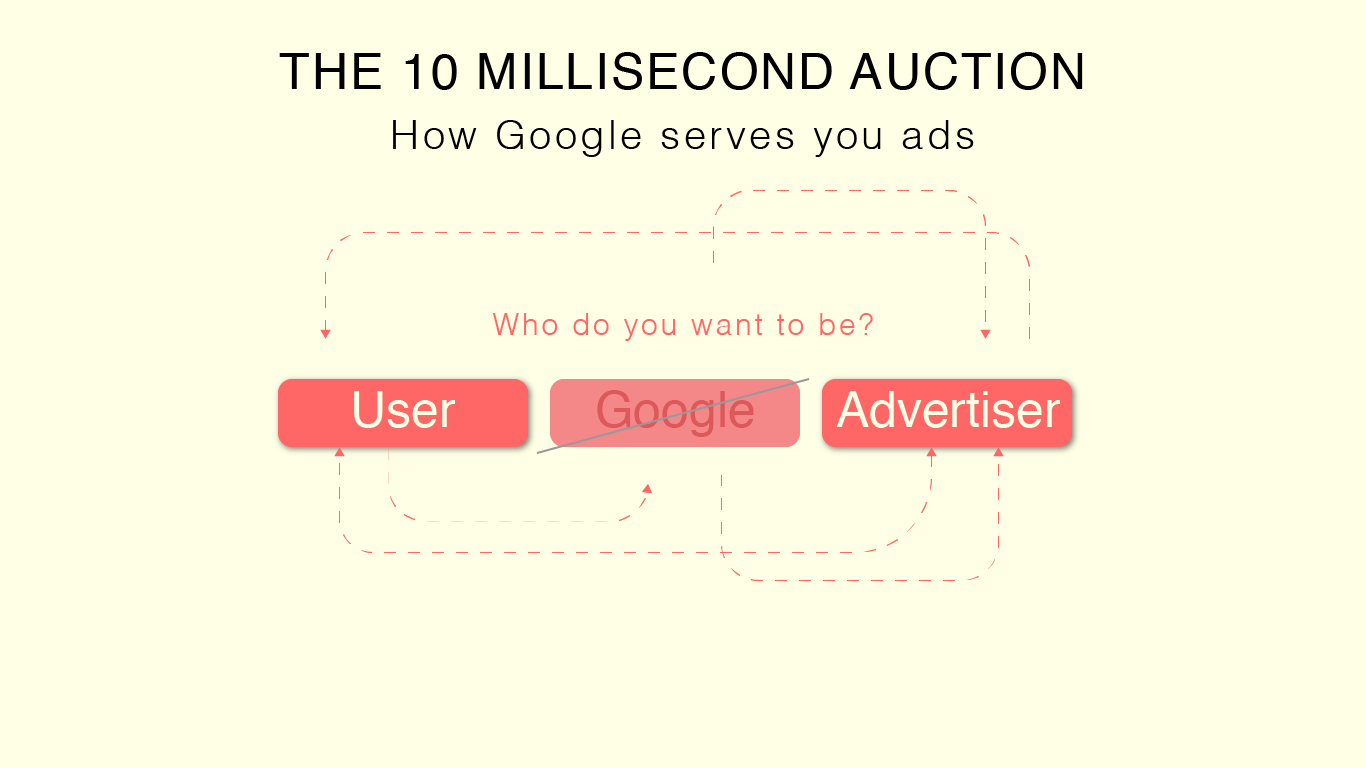 THE 10 MILLISECOND AUCTION
How Google serves you ads
Who do you want to be?
User
Google
Advertiser